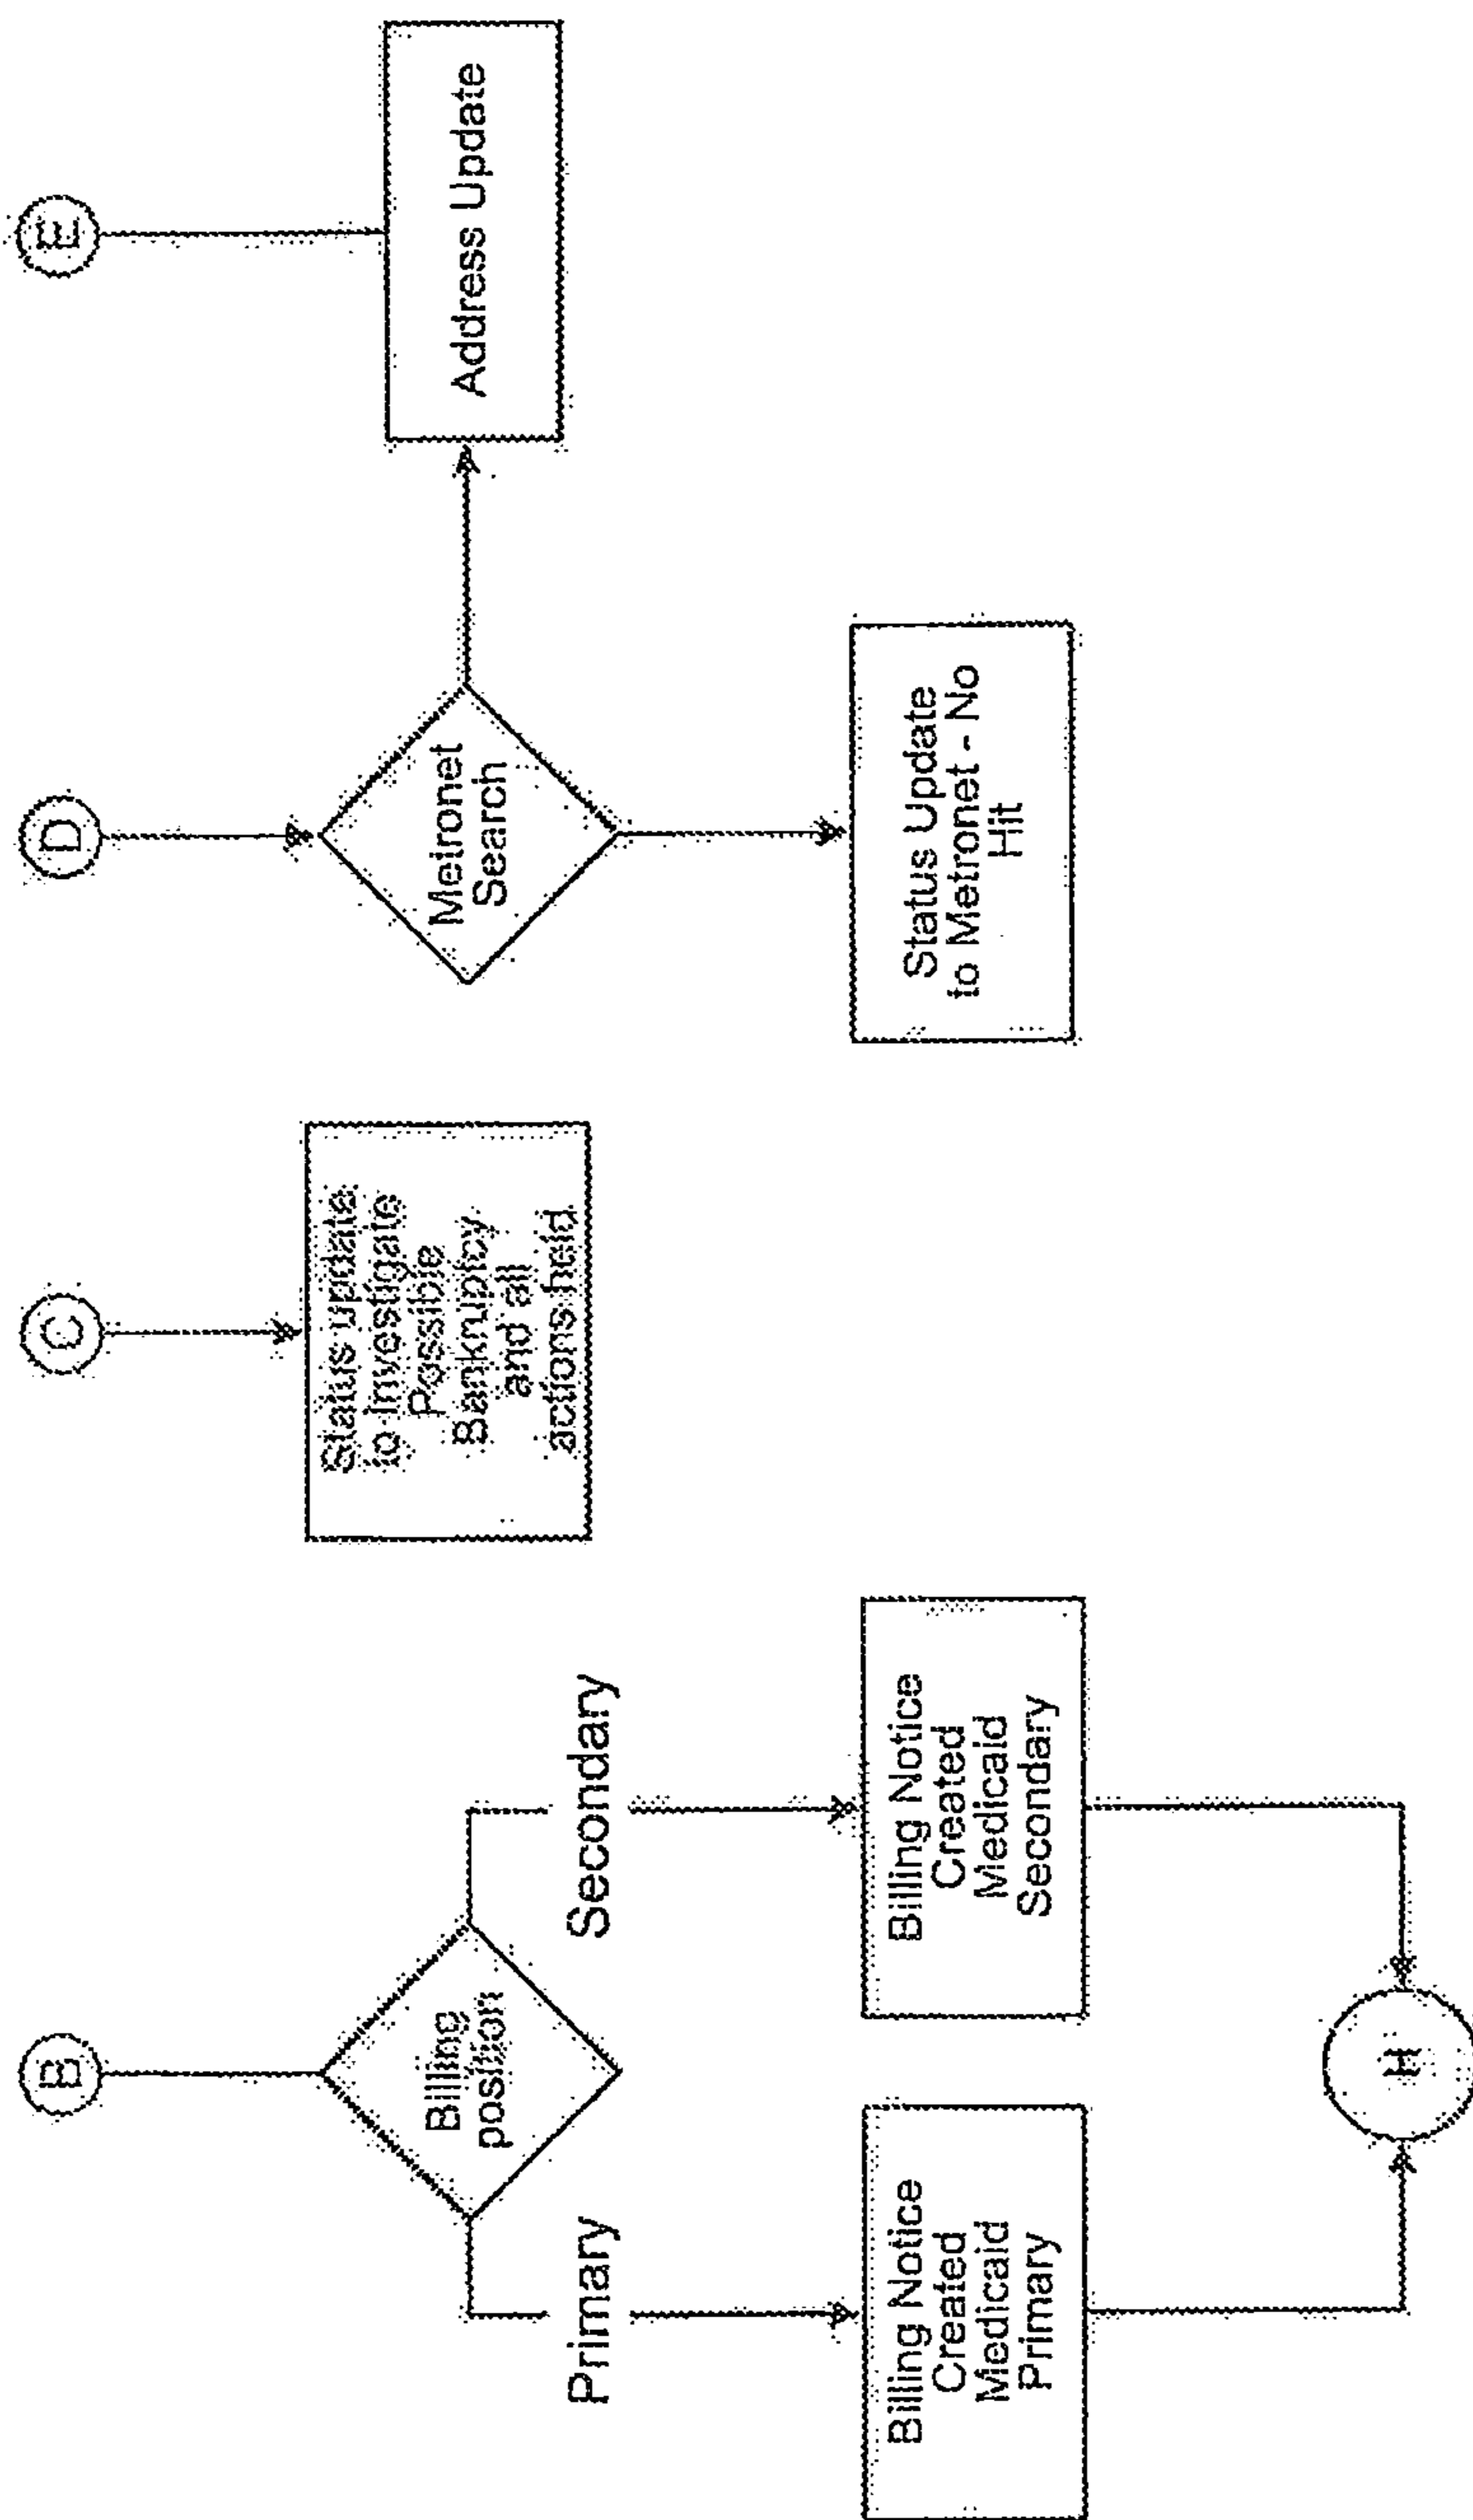 B
Billing
position
Primary
Secondary
Billing Notice
Created
Medicaid
Primary
Billing Notice
Created
Medicaid
Secondary
H
C
Status update
to Investigate
Possible
Bankruptcy
and all
actions held
D
Metronet
Search
Status Update
to Metronet - No
Hit
E
Address Update